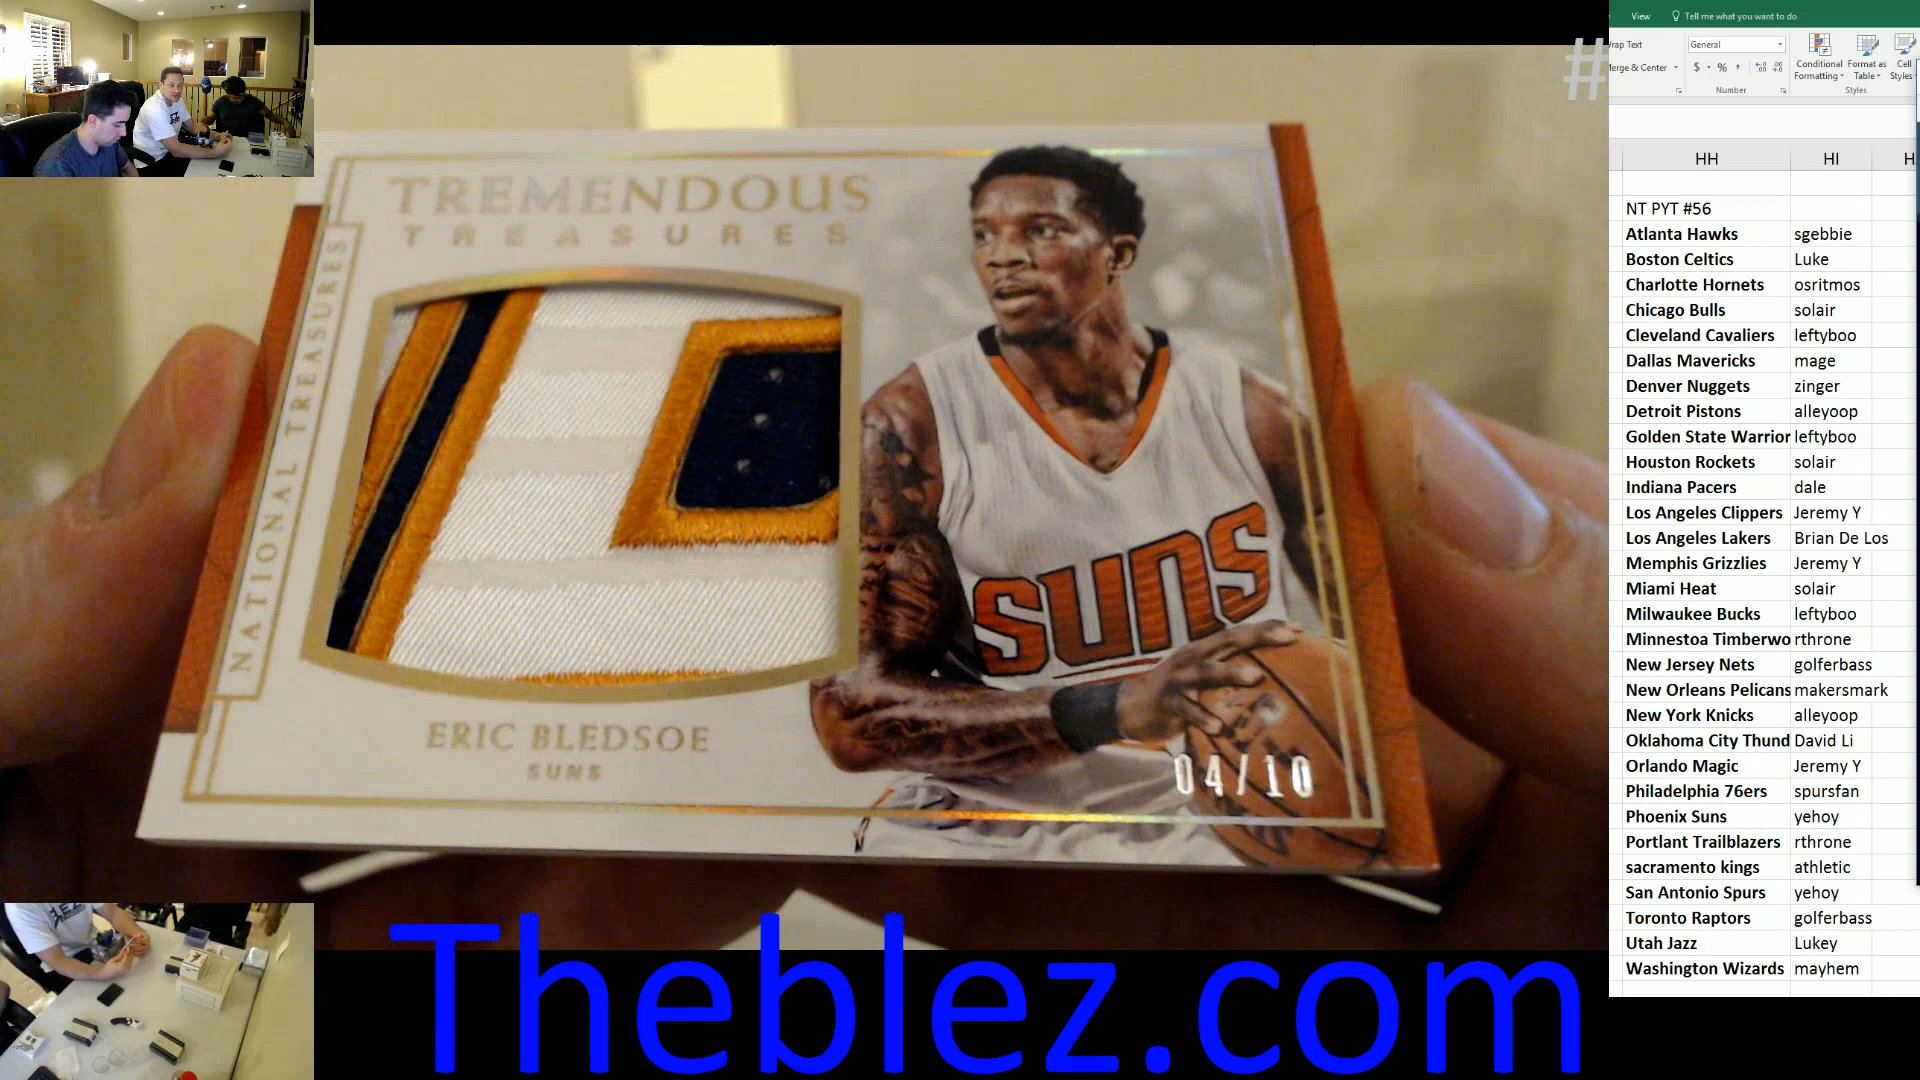 View
Tell me what you want to do
General
Merge & Center
$ % ,
Conditional Formatting
Format as Table
Cell Styles
Number
Styles
#
HH HI H
NT PYT #56
Atlanta Hawks sgebbie
Boston Celtics Luke
Charlotte Hornets osritmos
Chicago Bulls solair
Cleveland Cavaliers leftyboo
Dallas Mavericks mage
Denver Nuggets zinger
Detroit Pistons alleyoop
Golden State Warrior leftyboo
Houston Rockets solair
Indiana Pacers dale
Los Angeles Clippers Jeremy Y
Los Angeles Lakers Brian De Los
Memphis Grizzlies Jeremy Y
Miami Heat solair
Milwaukee Bucks leftyboo
Minnestoa Timberwo rthrone
New Jersey Nets golferbass
New Orleans Pelicans makersmark
New York Knicks alleyoop
Oklahoma City Thund David Li
Orlando Magic Jeremy Y
Philadelphia 76ers spursfan
Phoenix Suns yehoy
Portlant Trailblazers rthrone
sacramento kings athletic
San Antonio Spurs yehoy
Toronto Raptors golferbass
Utah Jazz Lukey
Washington Wizards mayhem
TREMENDOUS
TREASURES
NATIONAL TREASURES
SUNS
ERIC BLEDSOE
SUNS
04/10
Theblez.com